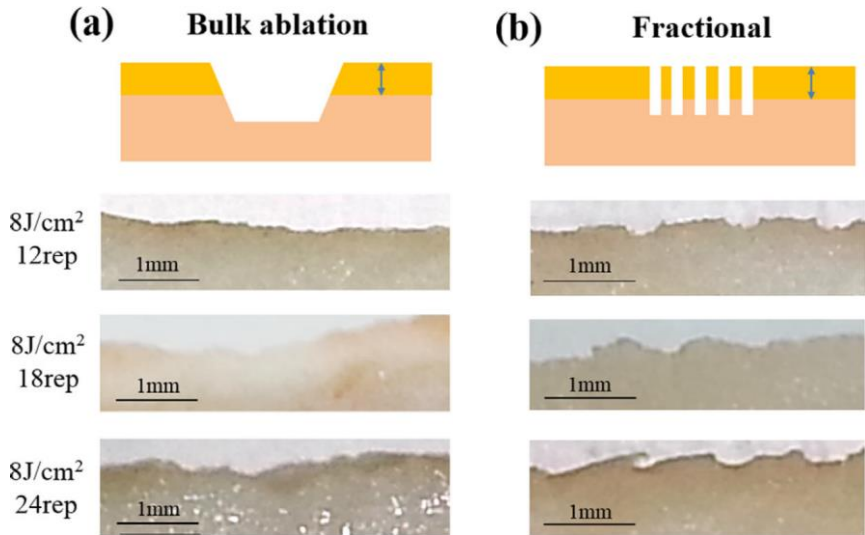 (a) Bulk ablation
(b) Fractional
8J/cm²
12rep
1mm
1mm
8J/cm²
18rep
1mm
1mm
8J/cm²
24rep
1mm
1mm